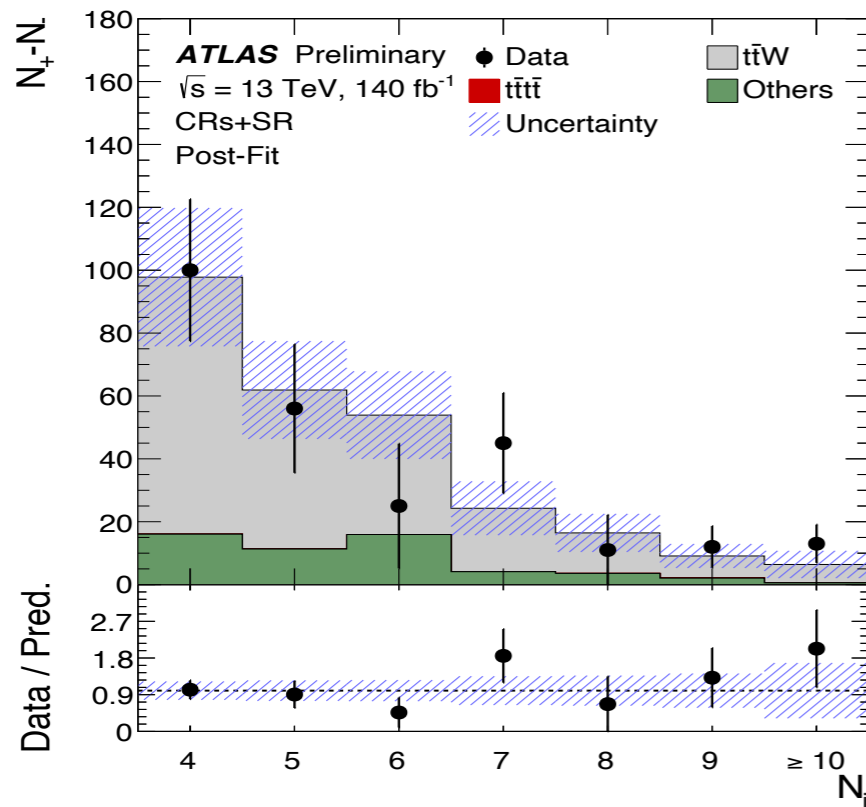 N₊-N₋
180
160
140
120
100
80
60
40
20
0
ATLAS Preliminary
√s = 13 TeV, 140 fb⁻¹
CRs+SR
Post-Fit
Data
tt̄W
tt̄tt̄
Others
Uncertainty
Data / Pred.
2.7
1.8
0.9
0
4 5 6 7 8 9 ≥ 10
N